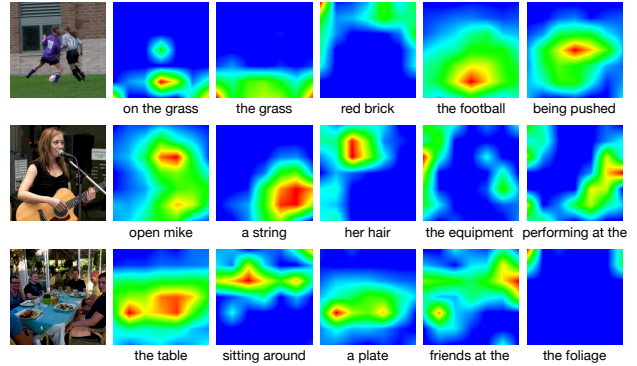 on the grass
the grass
red brick
the football
being pushed
open mike
a string
her hair
the equipment
performing at the
the table
sitting around
a plate
friends at the
the foliage